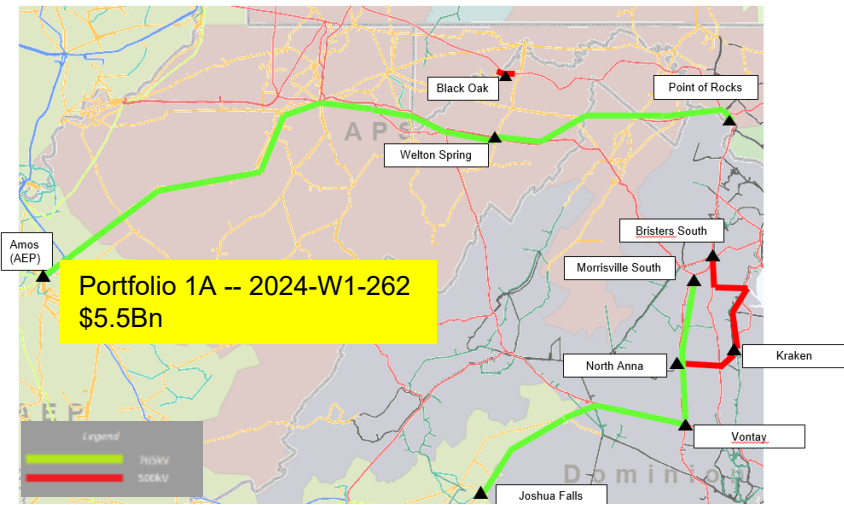 Black Oak
Point of Rocks
APS
Welton Spring
Bristers South
Amos
(AEP)
Morrisville South
Portfolio 1A -- 2024-W1-262
$5.5Bn
North Anna
Kraken
AEP
Legend
765kV
500kV
Vontay
Dominion
Joshua Falls